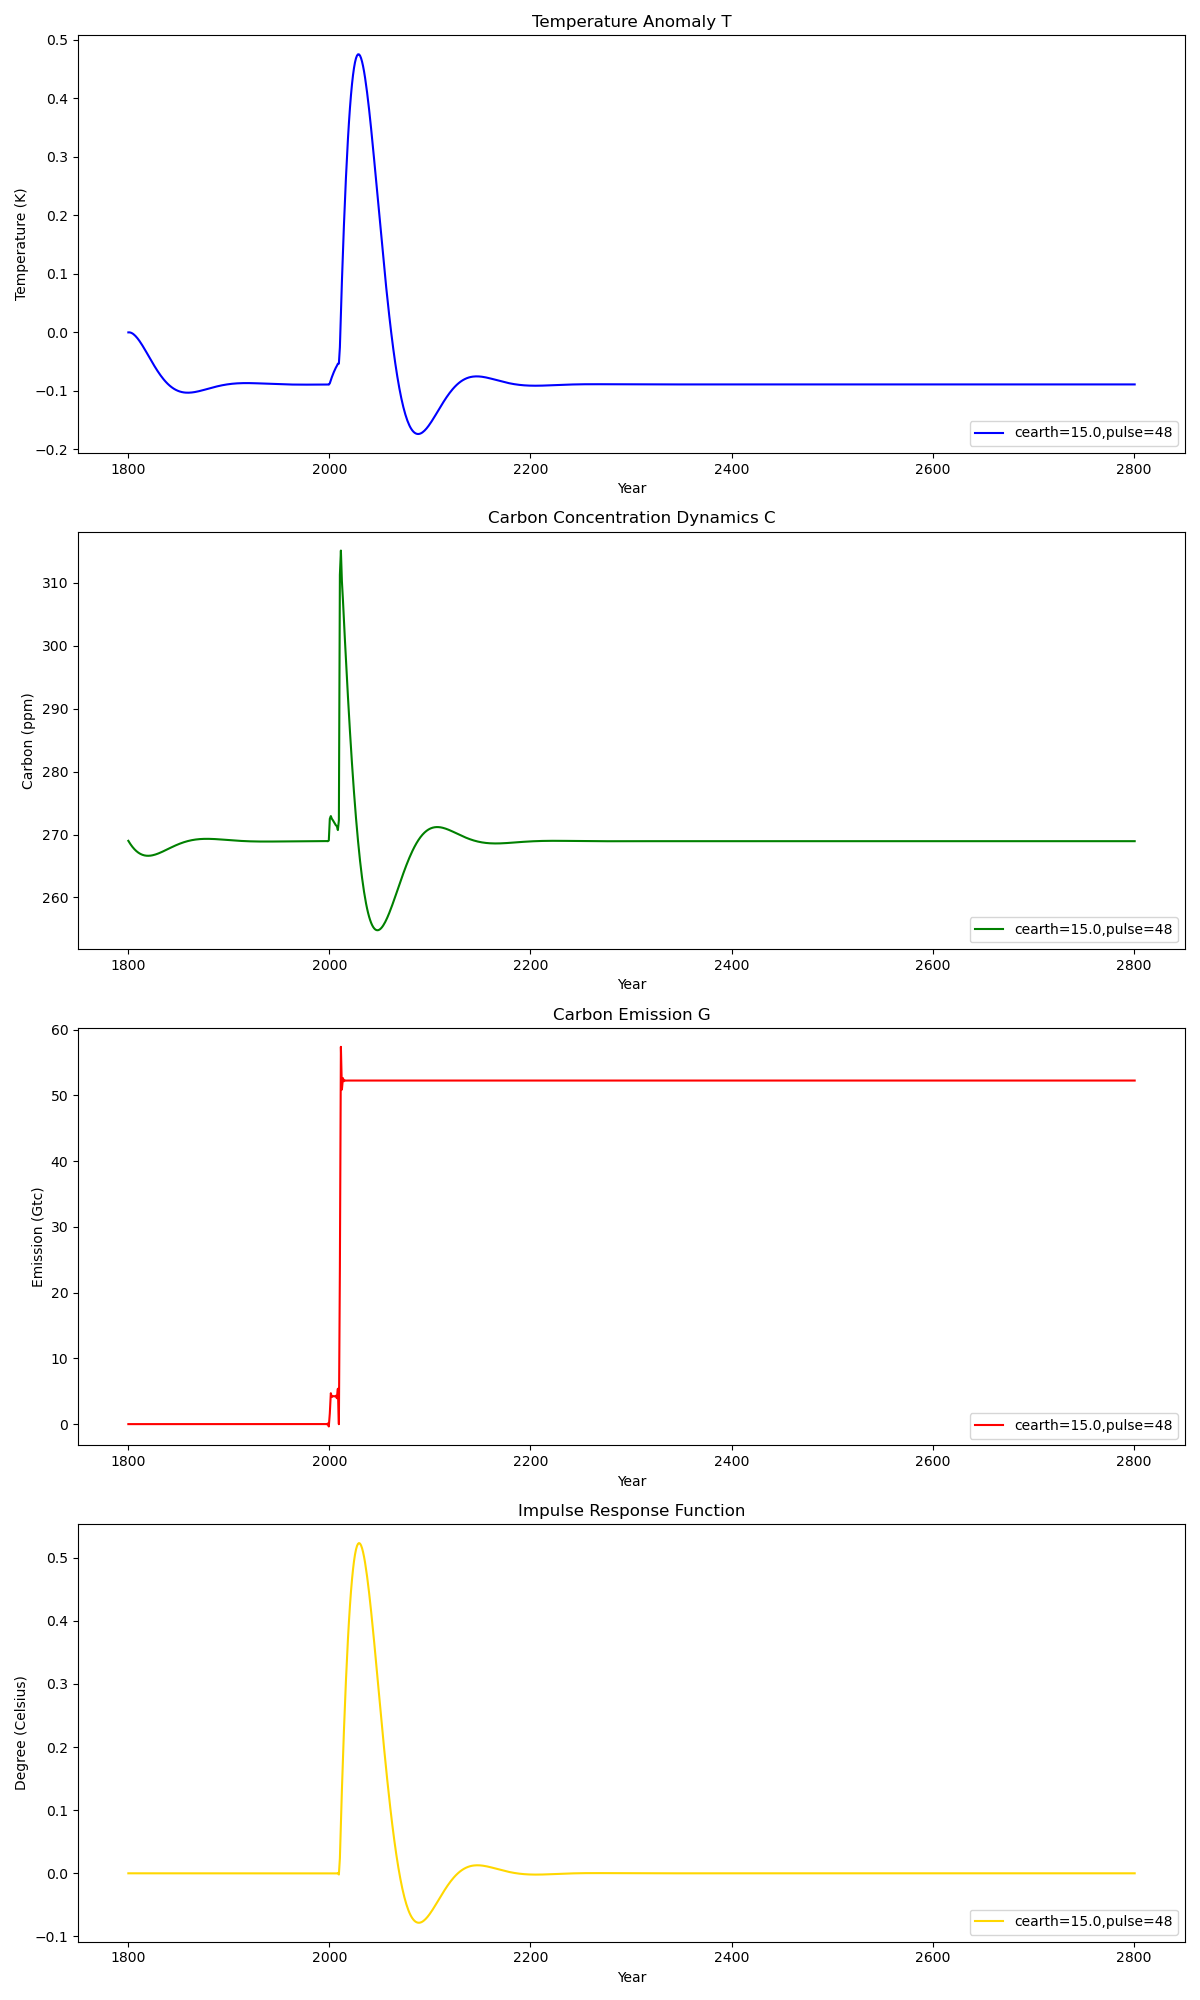 Temperature Anomaly T
0.5
0.4
0.3
0.2
0.1
0.0
−0.1
−0.2
Temperature (K)
cearth=15.0,pulse=48
1800 2000 2200 2400 2600 2800
Year
Carbon Concentration Dynamics C
310
300
290
280
270
260
Carbon (ppm)
cearth=15.0,pulse=48
1800 2000 2200 2400 2600 2800
Year
Carbon Emission G
60
50
40
30
20
10
0
Emission (Gtc)
cearth=15.0,pulse=48
1800 2000 2200 2400 2600 2800
Year
Impulse Response Function
0.5
0.4
0.3
0.2
0.1
0.0
−0.1
Degree (Celsius)
cearth=15.0,pulse=48
1800 2000 2200 2400 2600 2800
Year